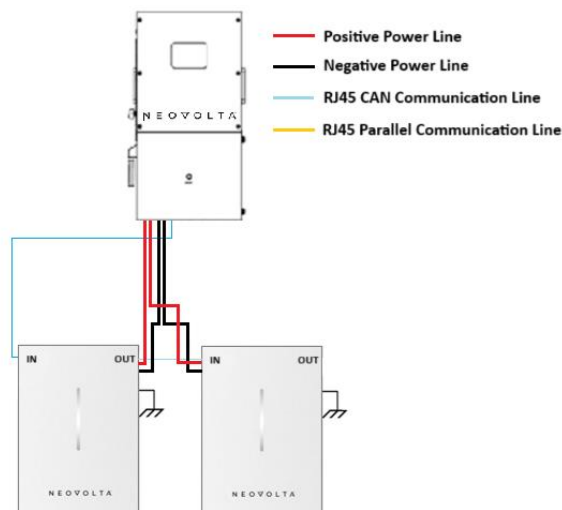 Positive Power Line
Negative Power Line
NEOVOLTA
RJ45 CAN Communication Line
RJ45 Parallel Communication Line
IN
OUT
IN
OUT
NEOVOLTA
NEOVOLTA